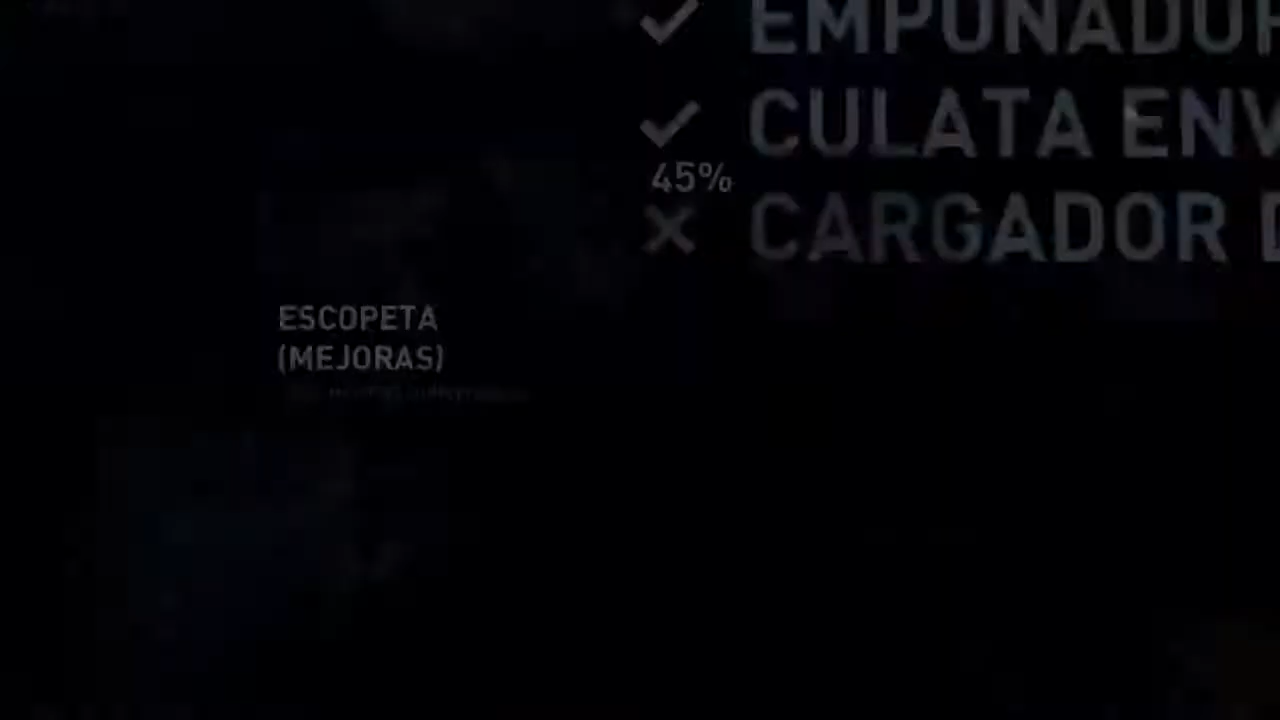 EMPUÑADUR
CULATA ENV
45%
CARGADOR D
ESCOPETA
(MEJORAS)